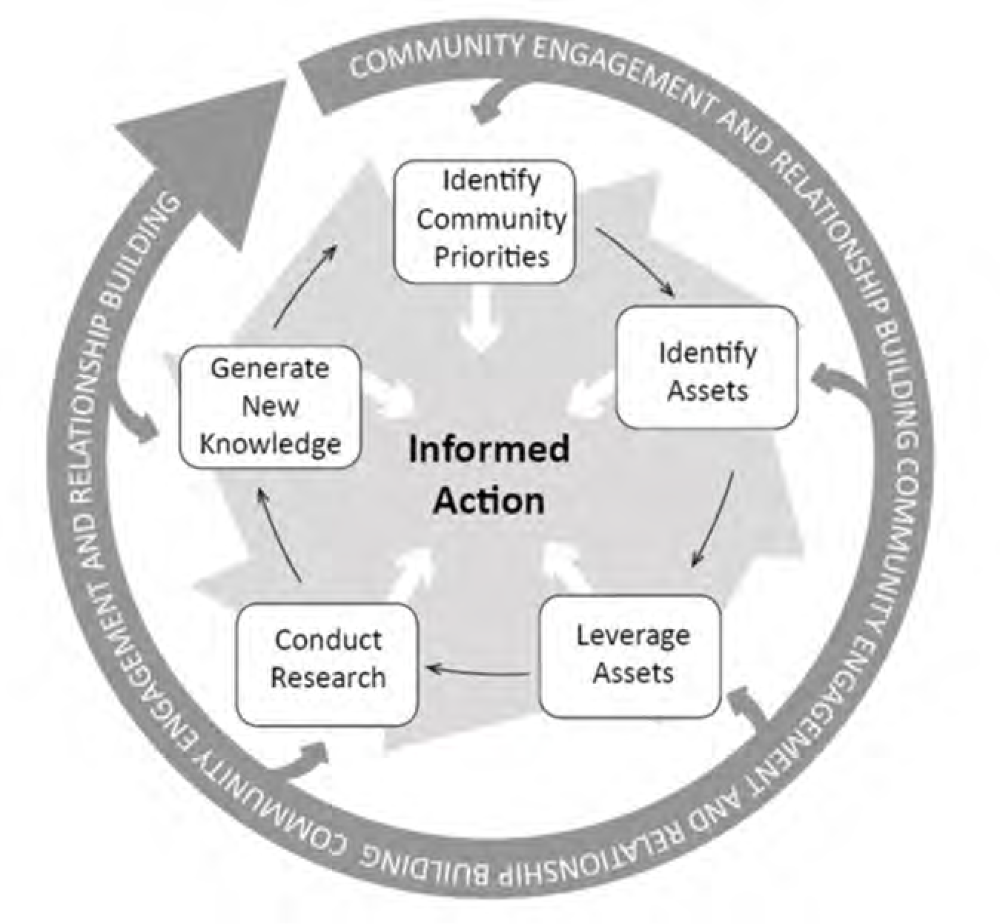 COMMUNITY ENGAGEMENT AND RELATIONSHIP BUILDING COMMUNITY ENGAGEMENT AND RELATIONSHIP BUILDING COMMUNITY ENGAGEMENT AND RELATIONSHIP BUILDING
Identify
Community
Priorities
Identify
Assets
Leverage
Assets
Conduct
Research
Generate
New
Knowledge
Informed
Action